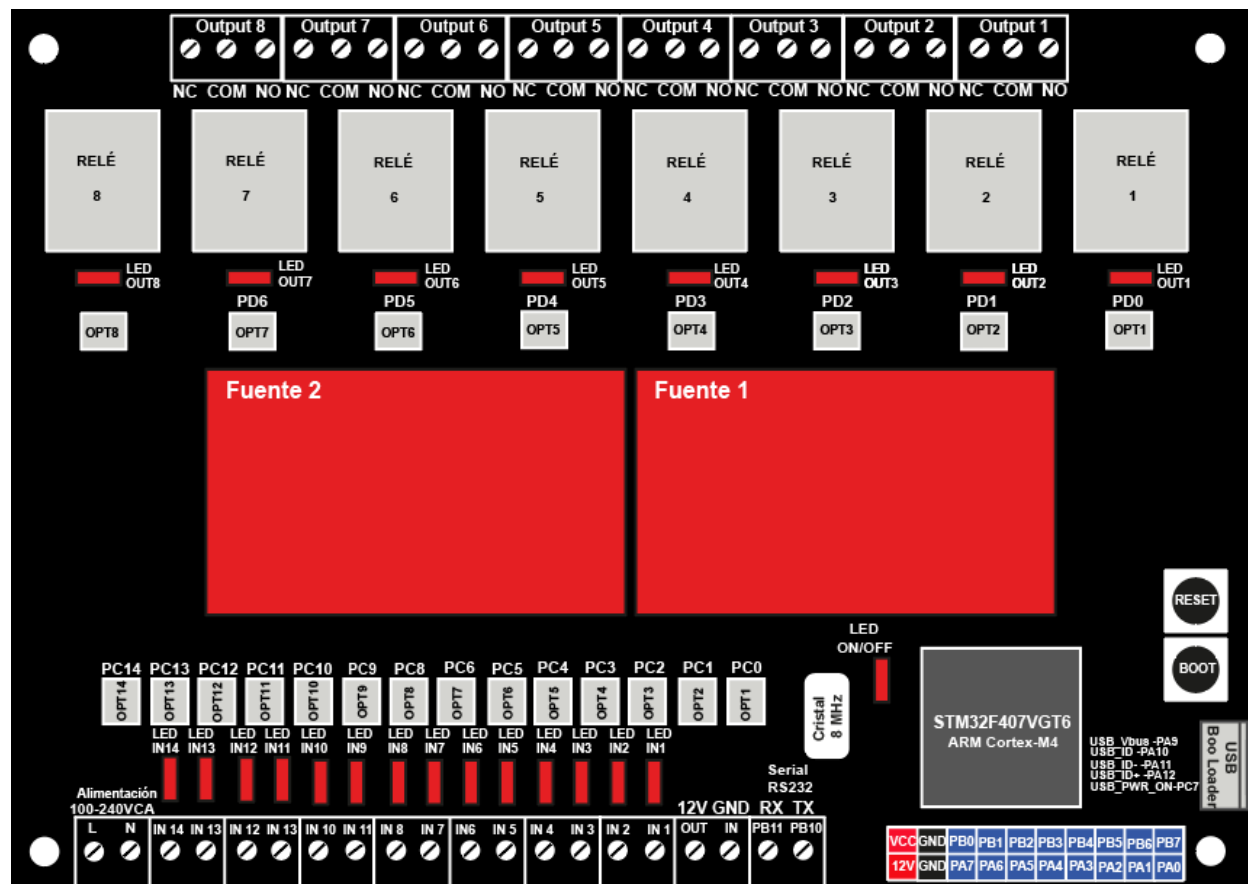 Output 8 Output 7 Output 6 Output 5 Output 4 Output 3 Output 2 Output 1
NC COM NO NC COM NO NC COM NO NC COM NO NC COM NO NC COM NO NC COM NO NC COM NO
RELÉ RELÉ RELÉ RELÉ RELÉ RELÉ RELÉ RELÉ
8 7 6 5 4 3 2 1
LED LED LED LED LED LED LED LED
OUT8 OUT7 OUT6 OUT5 OUT4 OUT3 OUT2 OUT1
PD6 PD5 PD4 PD3 PD2 PD1 PD0
OPT8 OPT7 OPT6 OPT5 OPT4 OPT3 OPT2 OPT1
Fuente 2 Fuente 1
RESET
BOOT
LED
ON/OFF
PC14 PC13 PC12 PC11 PC10 PC9 PC8 PC6 PC5 PC4 PC3 PC2 PC1 PC0
OPT14 OPT13 OPT12 OPT11 OPT10 OPT9 OPT8 OPT7 OPT6 OPT5 OPT4 OPT3 OPT2 OPT1
LED LED LED LED LED LED LED LED LED LED LED LED LED LED
IN14 IN13 IN12 IN11 IN10 IN9 IN8 IN7 IN6 IN5 IN4 IN3 IN2 IN1
Cristal
8 MHz
STM32F407VGT6
ARM Cortex-M4
USB_Vbus -PA9
USB_ID -PA10
USB_ID- -PA11
USB_ID+ -PA12
USB_PWR_ON-PC7
USB
Boo Loader
Serial
RS232
Alimentación
100-240VCA
12V GND RX TX
L N IN 14 IN 13 IN 12 IN 13 IN 10 IN 11 IN 8 IN 7 IN6 IN 5 IN 4 IN 3 IN 2 IN 1 OUT IN PB11 PB10
VCC GND PB0 PB1 PB2 PB3 PB4 PB5 PB6 PB7
12V GND PA7 PA6 PA5 PA4 PA3 PA2 PA1 PA0